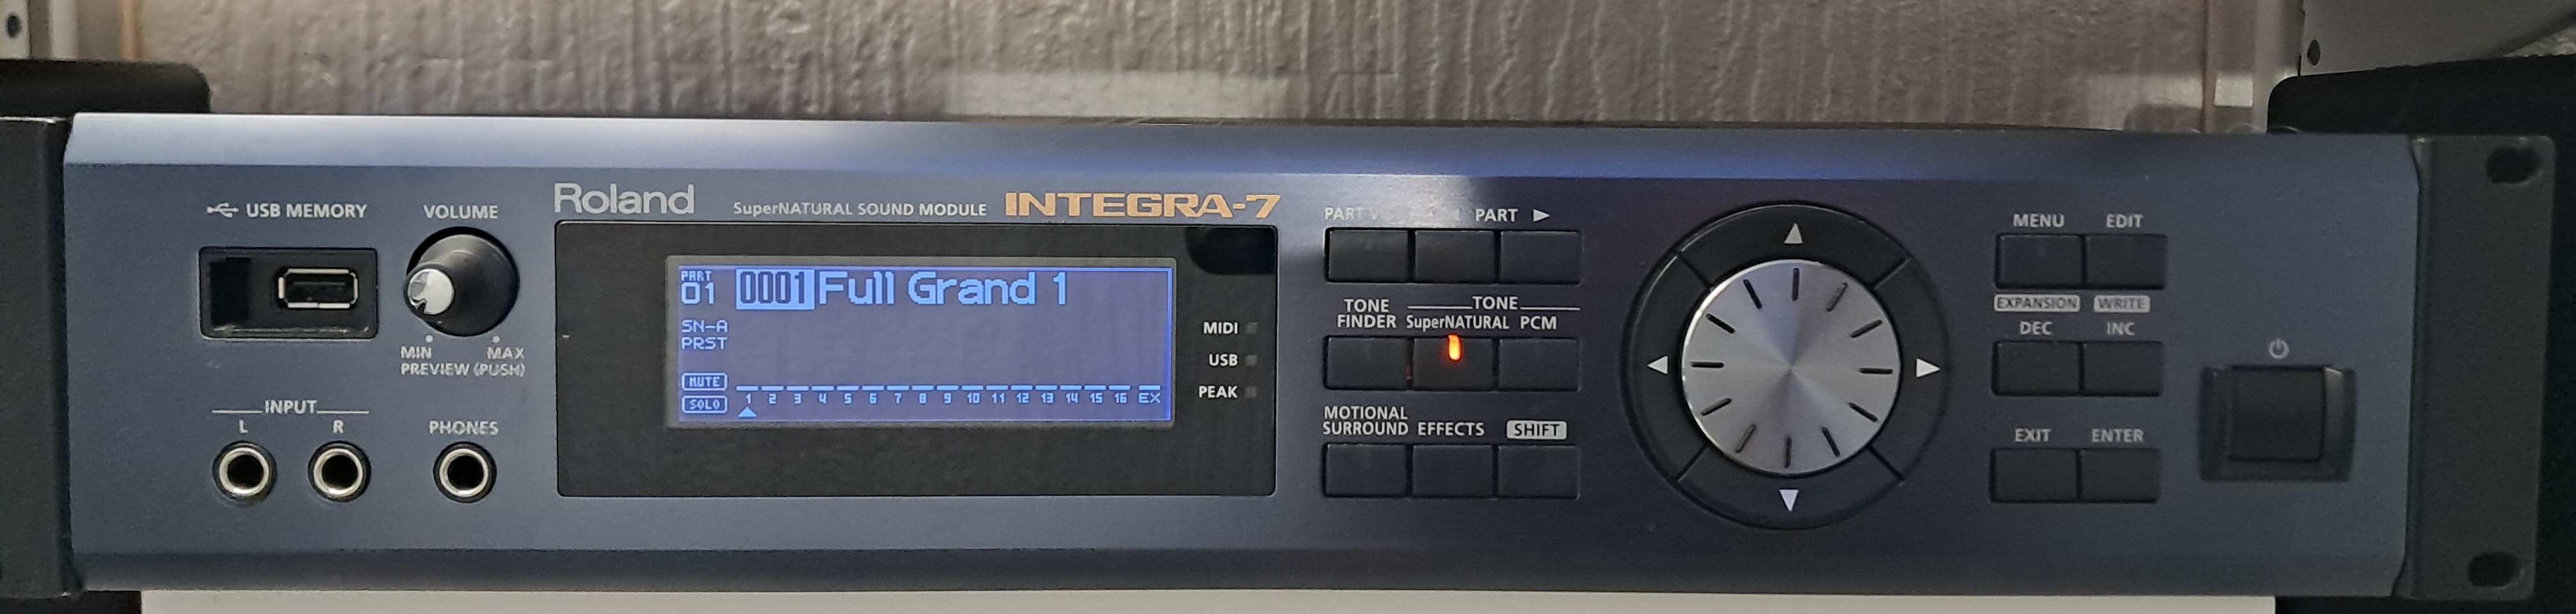 USB MEMORY
VOLUME
MIN MAX
PREVIEW (PUSH)
INPUT
L R
PHONES
Roland SuperNATURAL SOUND MODULE INTEGRA-7
PART
01 0001 Full Grand 1
SN-A
PRST
MUTE
SOLO 1 2 3 4 5 6 7 8 9 10 11 12 13 14 15 16 EX
MIDI
USB
PEAK
PART PART ▶
TONE
FINDER
TONE
SuperNATURAL PCM
MOTIONAL
SURROUND
EFFECTS
SHIFT
MENU EDIT
EXPANSION WRITE
DEC INC
EXIT ENTER